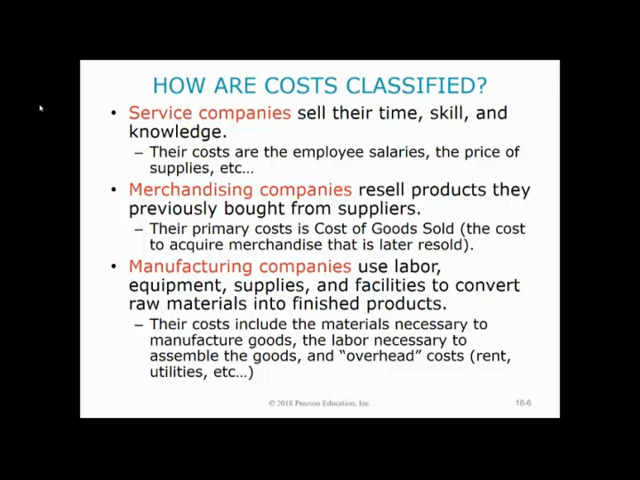 HOW ARE COSTS CLASSIFIED?
• Service companies sell their time, skill, and
knowledge.
– Their costs are the employee salaries, the price of
supplies, etc…
• Merchandising companies resell products they
previously bought from suppliers.
– Their primary costs is Cost of Goods Sold (the cost
to acquire merchandise that is later resold).
• Manufacturing companies use labor,
equipment, supplies, and facilities to convert
raw materials into finished products.
– Their costs include the materials necessary to
manufacture goods, the labor necessary to
assemble the goods, and “overhead” costs (rent,
utilities, etc…)
© 2018 Pearson Education, Inc.
16-6